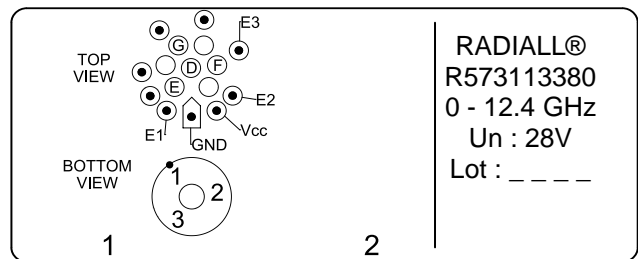 E3
G
TOP
VIEW
D
F
E
E2
E1
Vcc
GND
BOTTOM
VIEW
1
2
3
1
2
RADIALL®
R573113380
0 - 12.4 GHz
Un : 28V
Lot : _ _ _ _